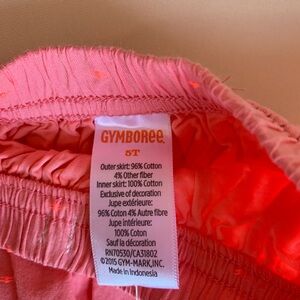 GYMBOREE
5T
Outer skirt: 96% Cotton
4% Other fiber
Inner skirt: 100% Cotton
Exclusive of decoration
Jupe extérieure:
96% Coton 4% Autre fibre
Jupe intérieure:
100% Coton
Sauf la décoration
RN70530/CA31802
©2015 GYM-MARK,INC.
Made in Indonesia